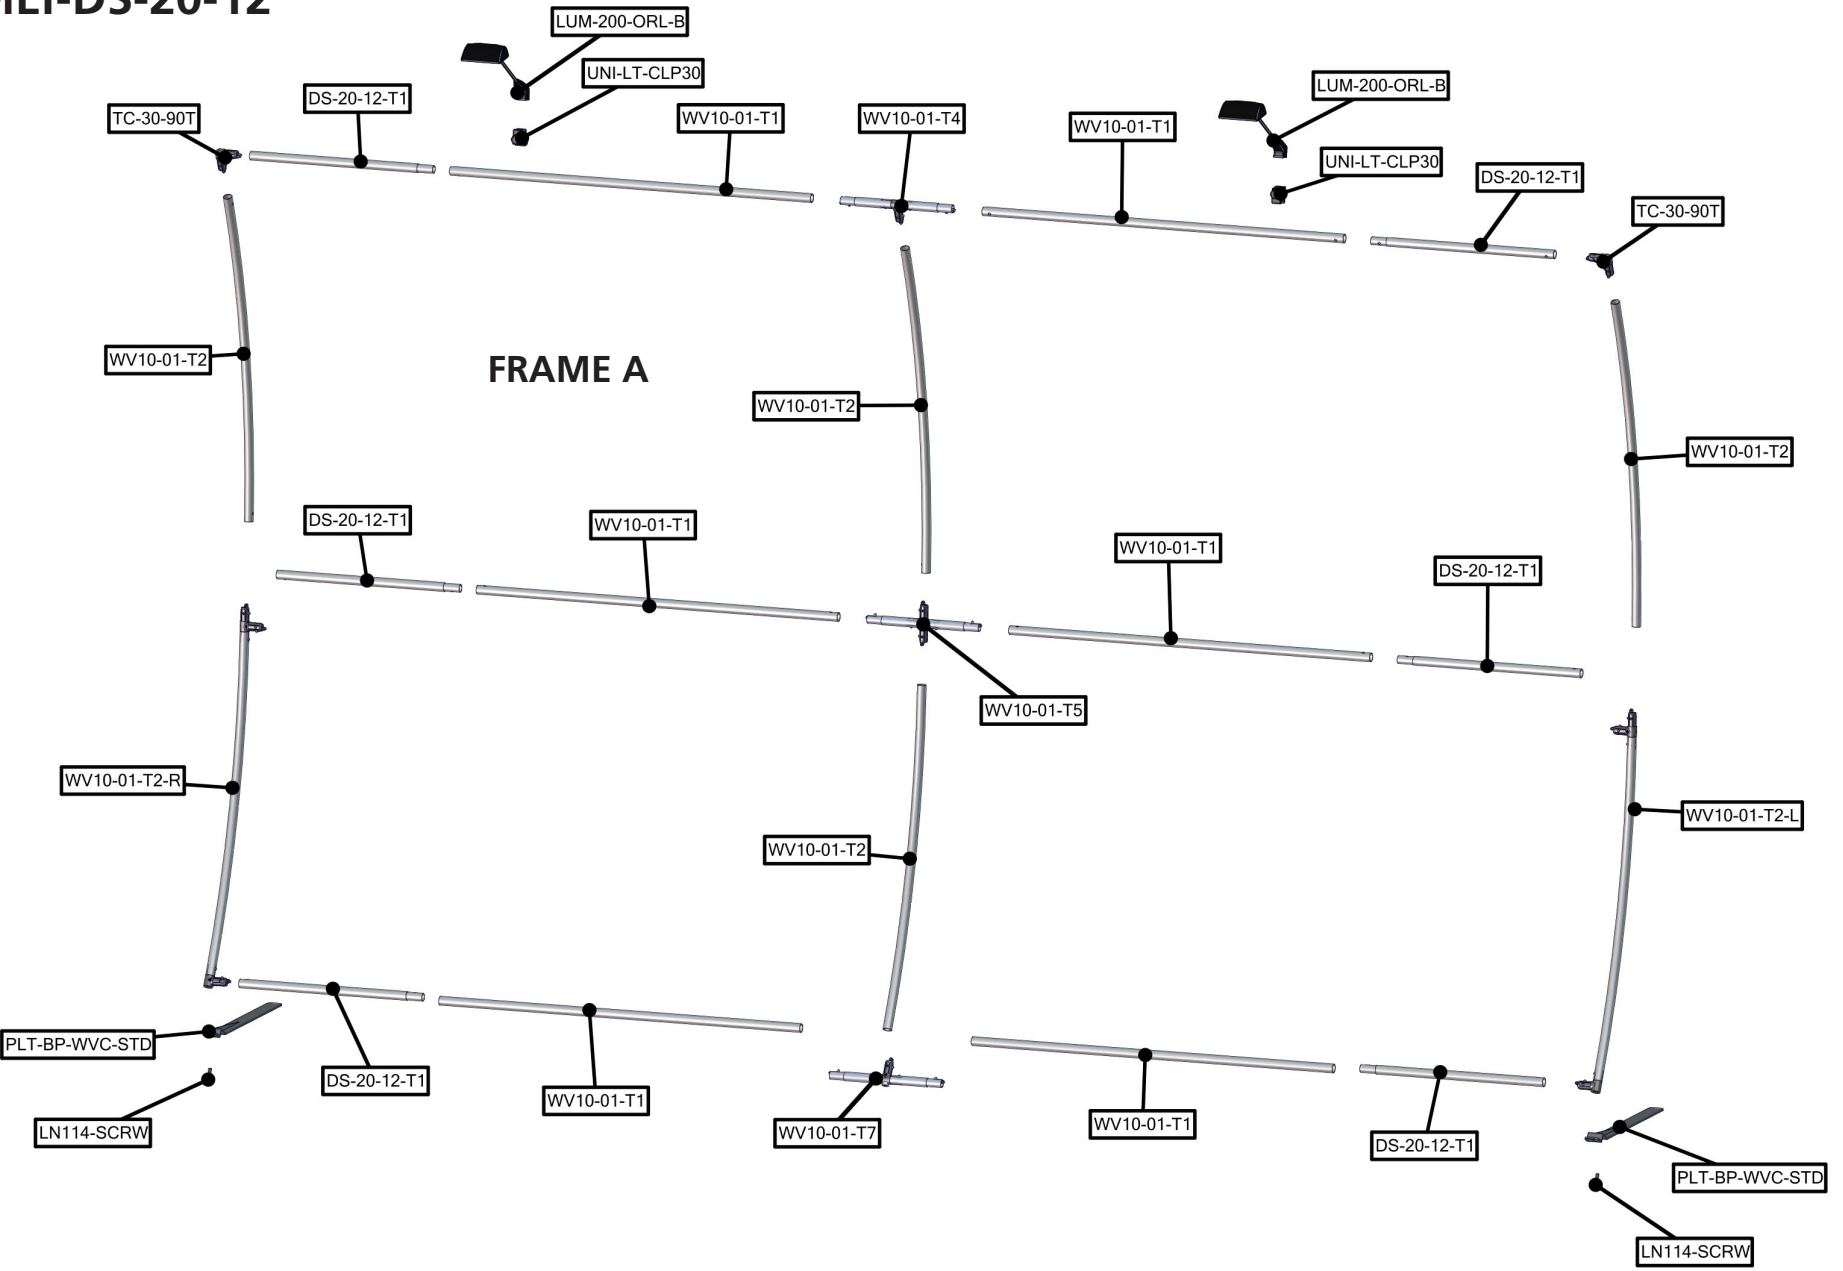 DS-20-12
LUM-200-ORL-B
UNI-LT-CLP30
LUM-200-ORL-B
DS-20-12-T1
TC-30-90T
WV10-01-T1
WV10-01-T4
WV10-01-T1
UNI-LT-CLP30
DS-20-12-T1
TC-30-90T
WV10-01-T2
FRAME A
WV10-01-T2
WV10-01-T2
DS-20-12-T1
WV10-01-T1
WV10-01-T1
DS-20-12-T1
WV10-01-T5
WV10-01-T2-R
WV10-01-T2
WV10-01-T2-L
PLT-BP-WVC-STD
DS-20-12-T1
WV10-01-T1
LN114-SCRW
WV10-01-T7
WV10-01-T1
DS-20-12-T1
PLT-BP-WVC-STD
LN114-SCRW